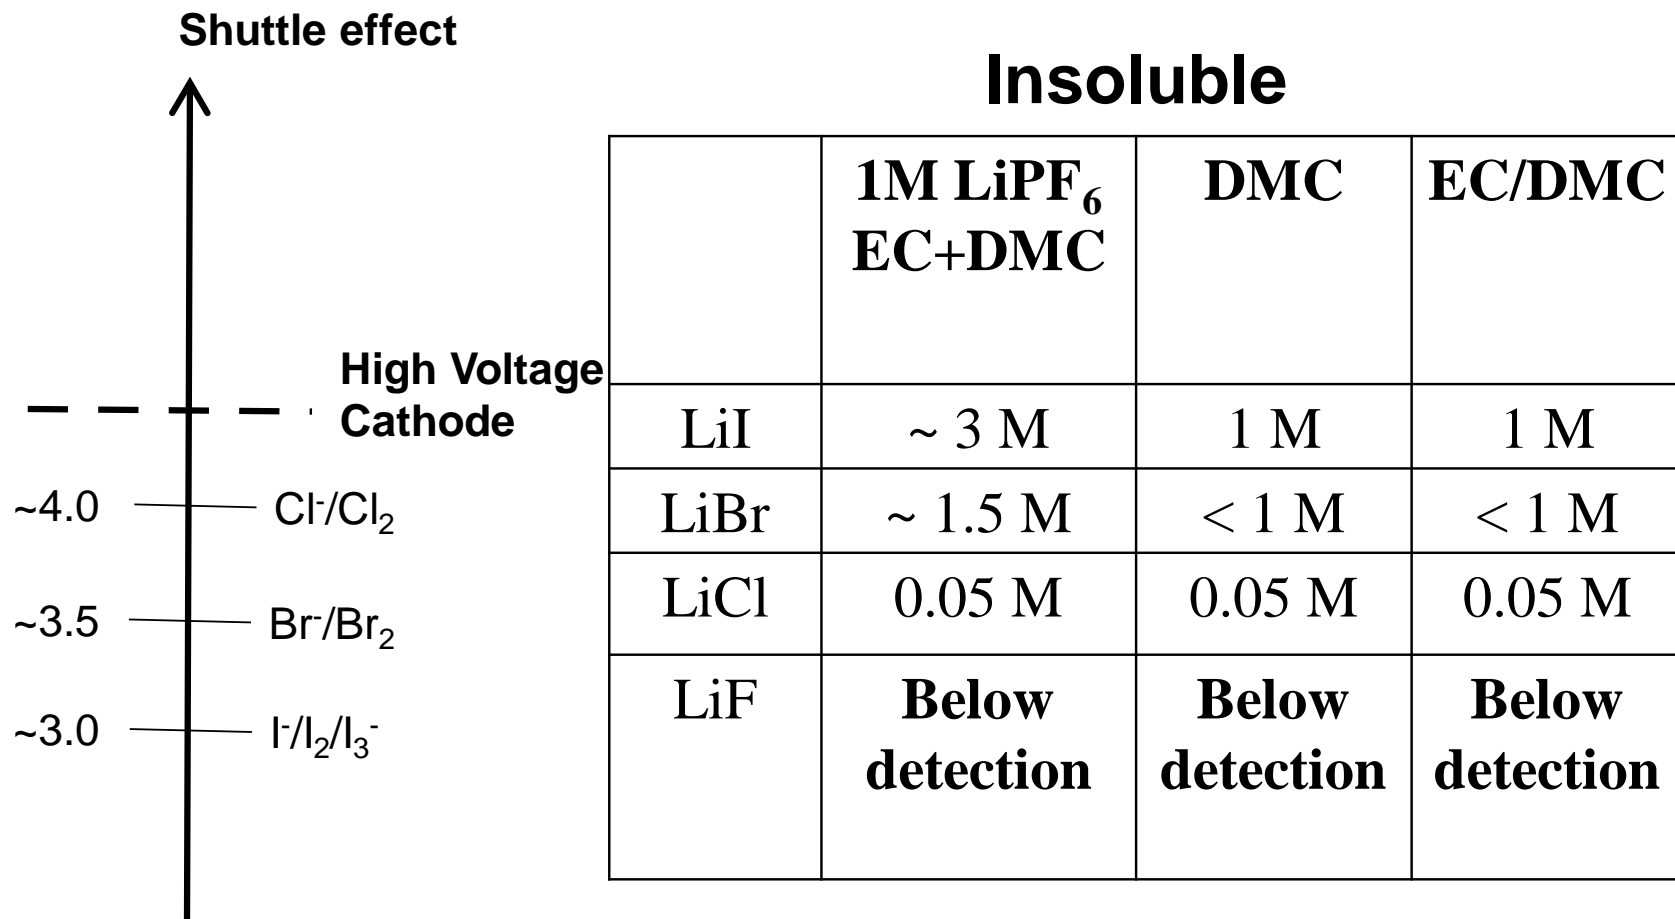 Shuttle effect
High Voltage
Cathode
~4.0 Cl⁻/Cl₂
~3.5 Br⁻/Br₂
~3.0 I⁻/I₂/I₃⁻
Insoluble
1M LiPF₆ DMC EC/DMC
EC+DMC
LiI ~ 3 M 1 M 1 M
LiBr ~ 1.5 M < 1 M < 1 M
LiCl 0.05 M 0.05 M 0.05 M
LiF Below Below Below
detection detection detection